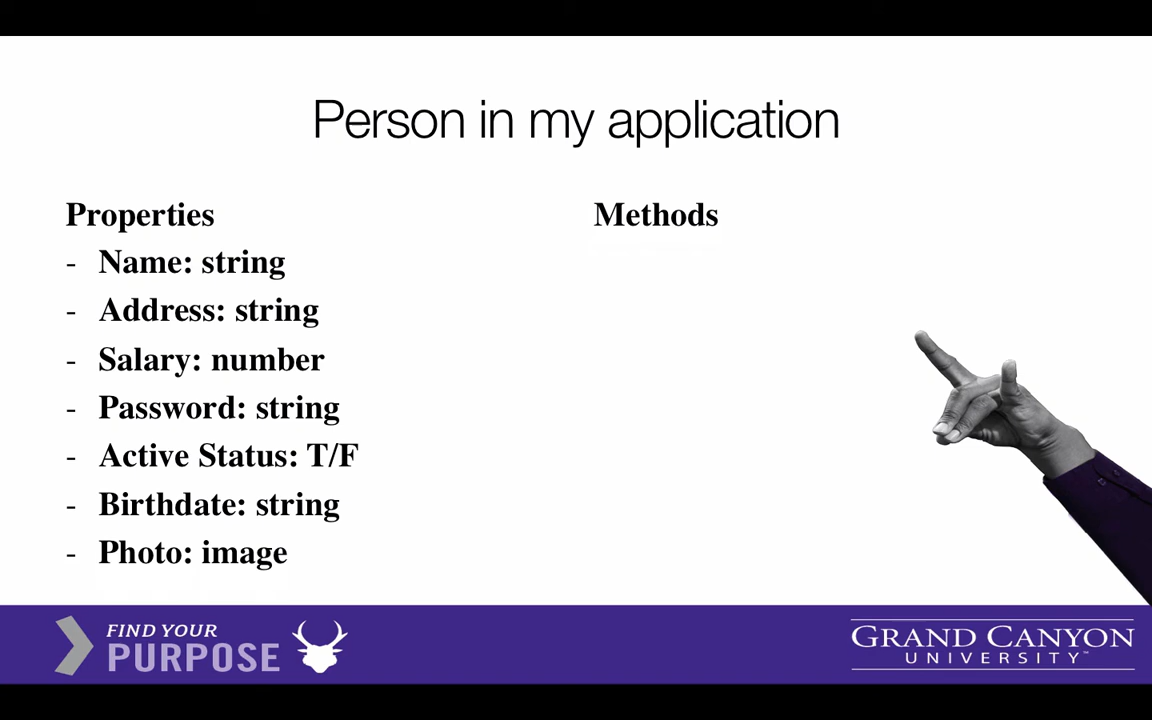 Person in my application
Properties
- Name: string
- Address: string
- Salary: number
- Password: string
- Active Status: T/F
- Birthdate: string
- Photo: image
Methods
FIND YOUR
PURPOSE
GRAND CANYON
UNIVERSITY™